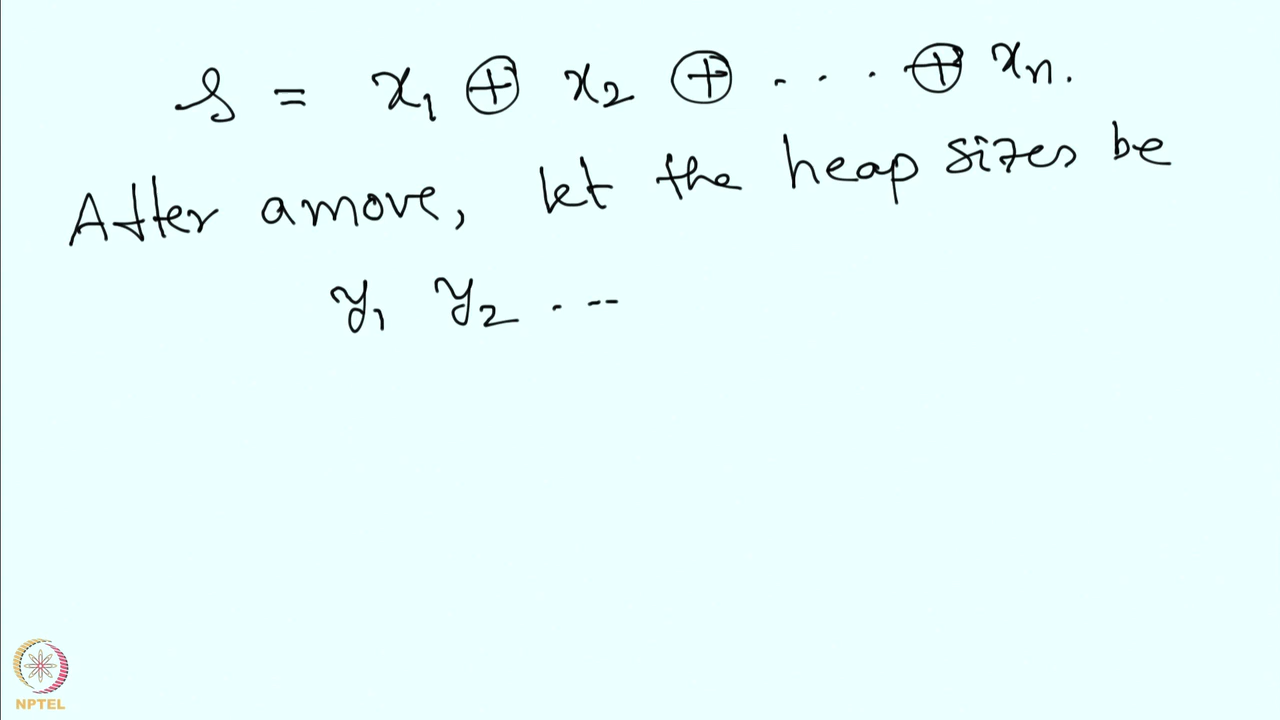 s = x₁ ⊕ x₂ ⊕ ... ⊕ xn.
After a move, let the heap sizes be
y₁ y₂ . --
NPTEL